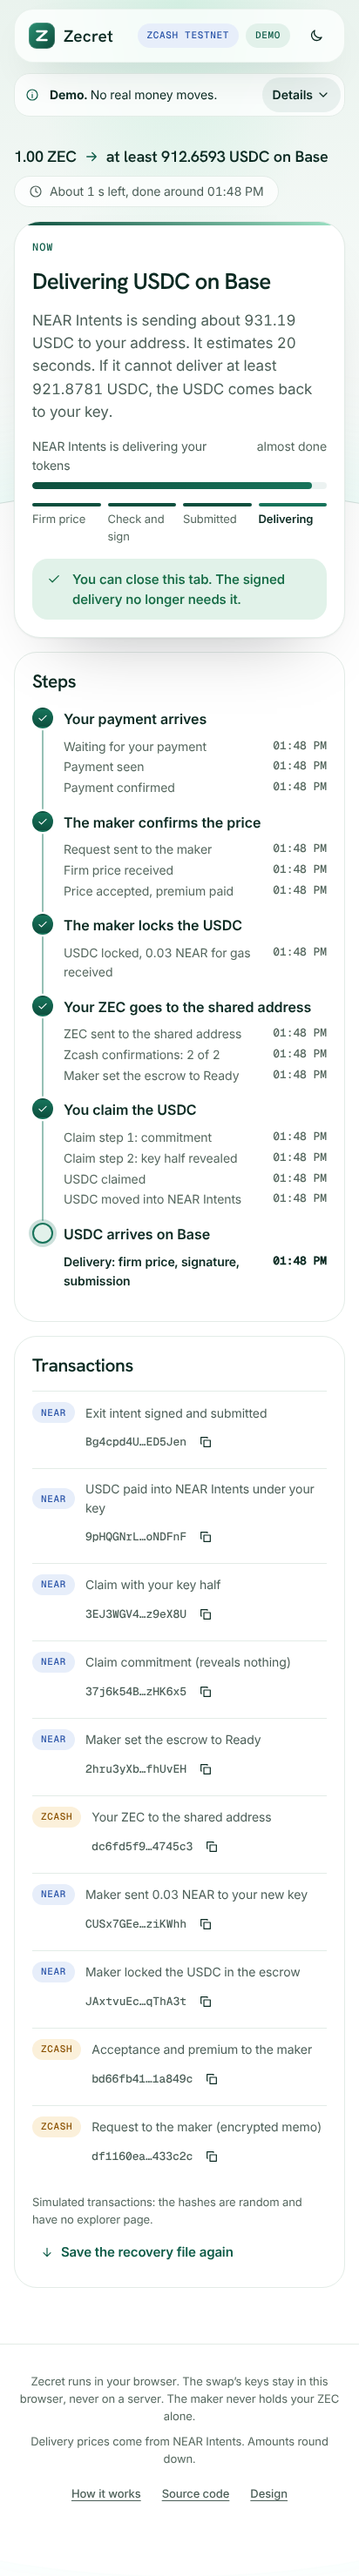 Zecret
ZCASH TESTNET
DEMO
Demo. No real money moves.
Details
1.00 ZEC → at least 912.6593 USDC on Base
About 1 s left, done around 01:48 PM
NOW
Delivering USDC on Base
NEAR Intents is sending about 931.19
USDC to your address. It estimates 20
seconds. If it cannot deliver at least
921.8781 USDC, the USDC comes back
to your key.
NEAR Intents is delivering your
tokens
almost done
Firm price
Check and
sign
Submitted
Delivering
You can close this tab. The signed
delivery no longer needs it.
Steps
Your payment arrives
Waiting for your payment 01:48 PM
Payment seen 01:48 PM
Payment confirmed 01:48 PM
The maker confirms the price
Request sent to the maker 01:48 PM
Firm price received 01:48 PM
Price accepted, premium paid 01:48 PM
The maker locks the USDC
USDC locked, 0.03 NEAR for gas 01:48 PM
received
Your ZEC goes to the shared address
ZEC sent to the shared address 01:48 PM
Zcash confirmations: 2 of 2 01:48 PM
Maker set the escrow to Ready 01:48 PM
You claim the USDC
Claim step 1: commitment 01:48 PM
Claim step 2: key half revealed 01:48 PM
USDC claimed 01:48 PM
USDC moved into NEAR Intents 01:48 PM
USDC arrives on Base
Delivery: firm price, signature, 01:48 PM
submission
Transactions
NEAR Exit intent signed and submitted
Bg4cpd4U…ED5Jen
NEAR USDC paid into NEAR Intents under your
key
9pHQGNrL…oNDFnF
NEAR Claim with your key half
3EJ3WGV4…z9eX8U
NEAR Claim commitment (reveals nothing)
37j6k54B…zHK6x5
NEAR Maker set the escrow to Ready
2hru3yXb…fhUvEH
ZCASH Your ZEC to the shared address
dc6fd5f9…4745c3
NEAR Maker sent 0.03 NEAR to your new key
CUSx7GEe…ziKWhh
NEAR Maker locked the USDC in the escrow
JAxtvuEc…qThA3t
ZCASH Acceptance and premium to the maker
bd66fb41…1a849c
ZCASH Request to the maker (encrypted memo)
df1160ea…433c2c
Simulated transactions: the hashes are random and
have no explorer page.
Save the recovery file again
Zecret runs in your browser. The swap's keys stay in this
browser, never on a server. The maker never holds your ZEC
alone.
Delivery prices come from NEAR Intents. Amounts round
down.
How it works
Source code
Design